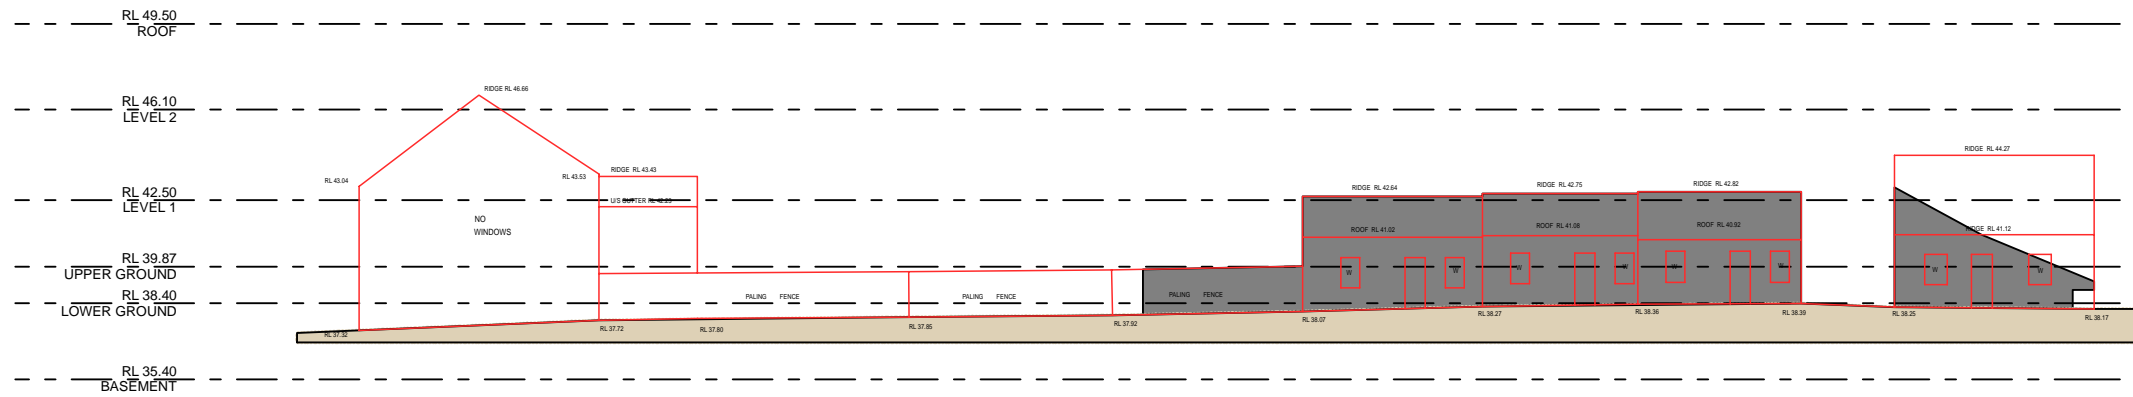 RL 49.50
ROOF
RIDGE RL 46.66
RL 46.10
LEVEL 2
RIDGE RL 44.27
RIDGE RL 43.43
RL 43.53
RL 43.04
RIDGE RL 42.64
RIDGE RL 42.75
RIDGE RL 42.82
RL 42.50
LEVEL 1
U/S GUTTER RL 42.23
NO
WINDOWS
ROOF RL 41.02
ROOF RL 41.08
ROOF RL 40.92
RIDGE RL 41.12
RL 39.87
UPPER GROUND
W
W
W
W
W
W
W
W
RL 38.40
LOWER GROUND
PALING FENCE
PALING FENCE
PALING FENCE
RL 37.32
RL 37.72
RL 37.80
RL 37.85
RL 37.92
RL 38.07
RL 38.27
RL 38.36
RL 38.39
RL 38.25
RL 38.17
RL 35.40
BASEMENT